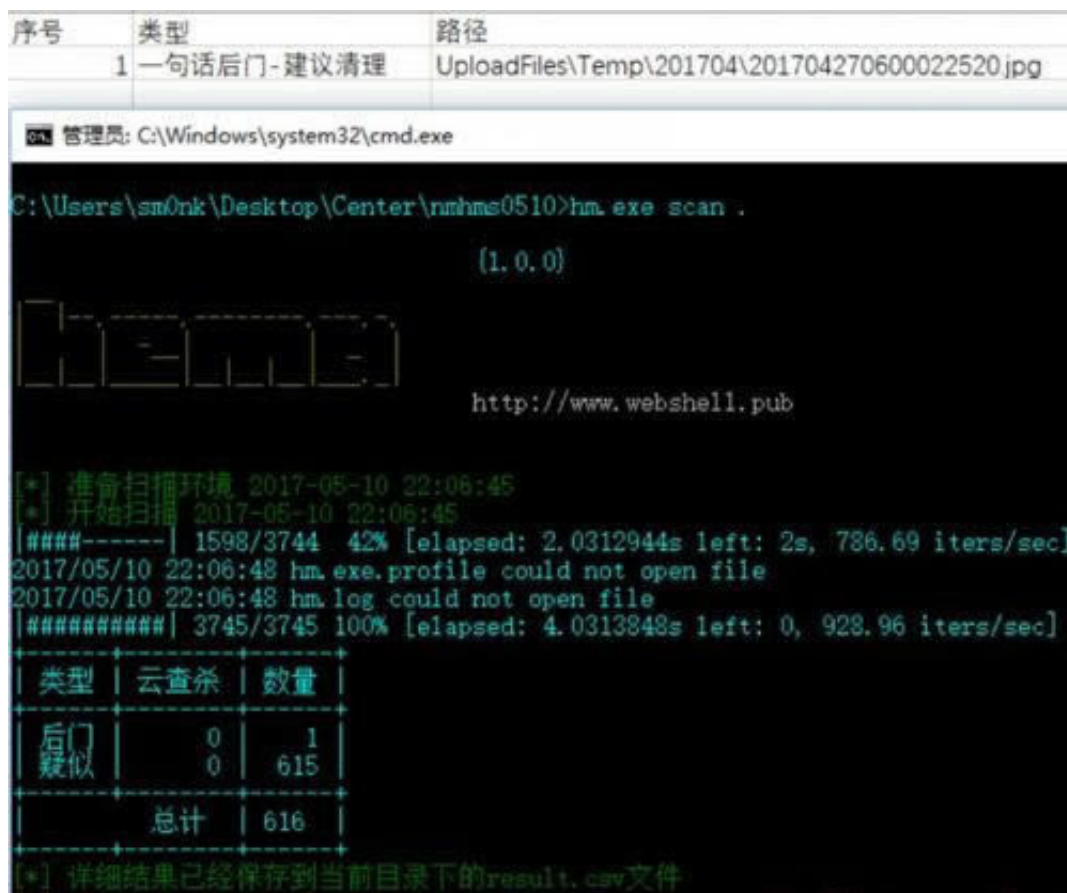 序号 类型 路径
1 一句话后门-建议清理 UploadFiles\Temp\201704\201704270600022520.jpg
管理员: C:\Windows\system32\cmd.exe
C:\Users\sm0nk\Desktop\Center\nmhms0510>hm.exe scan .
{1.0.0}
hema
http://www.webshell.pub
[*] 准备扫描环境 2017-05-10 22:06:45
[*] 开始扫描 2017-05-10 22:06:45
|####------| 1598/3744 42% [elapsed: 2.0312944s left: 2s, 786.69 iters/sec]
2017/05/10 22:06:48 hm.exe.profile could not open file
2017/05/10 22:06:48 hm.log could not open file
|##########| 3745/3745 100% [elapsed: 4.0313848s left: 0, 928.96 iters/sec]
类型 | 云查杀 | 数量
后门 | 0 | 1
疑似 | 0 | 615
总计 | 616
[*] 详细结果已经保存到当前目录下的result.csv文件